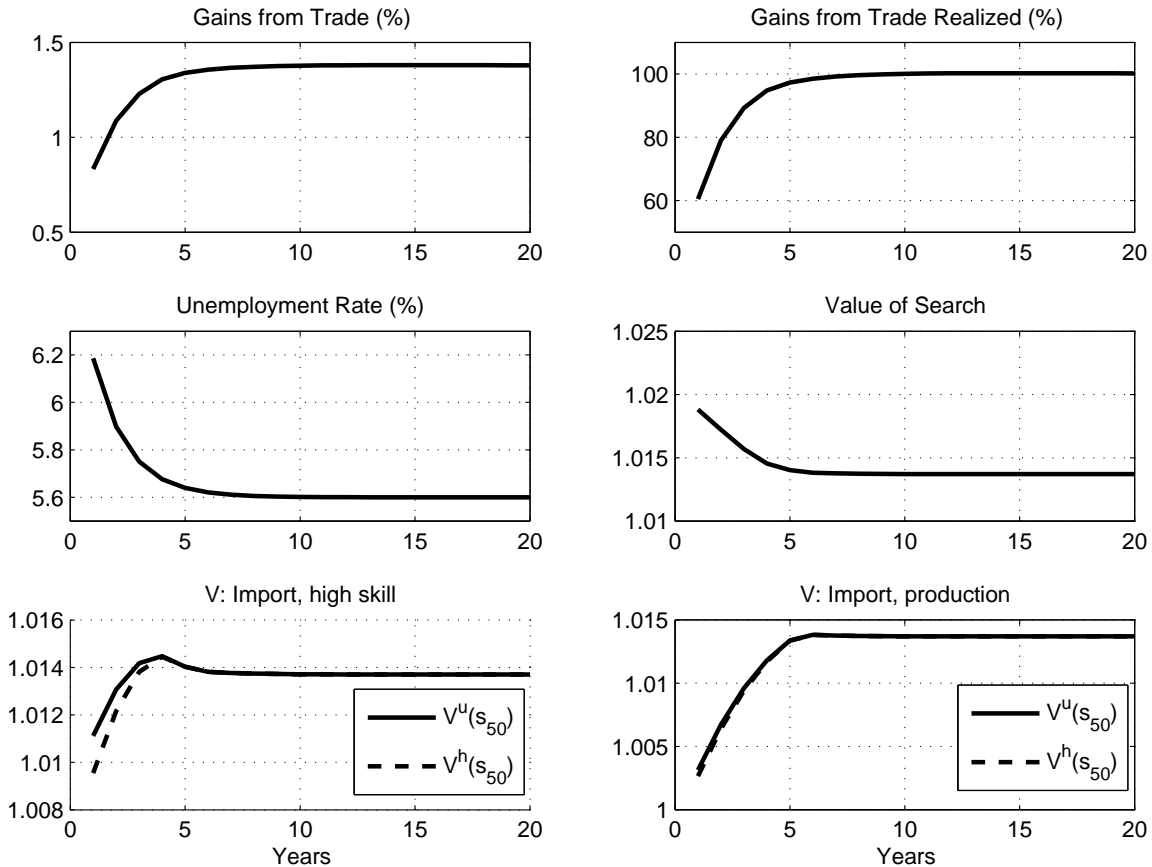 Gains from Trade (%)
1.5
1
0.5
0 5 10 15 20
Gains from Trade Realized (%)
100
80
60
0 5 10 15 20
Unemployment Rate (%)
6.2
6
5.8
5.6
0 5 10 15 20
Value of Search
1.025
1.02
1.015
1.01
0 5 10 15 20
V: Import, high skill
1.016
1.014
1.012
1.01
1.008
0 5 10 15 20
Years
V^u(s_50)
V^h(s_50)
V: Import, production
1.015
1.01
1.005
1
0 5 10 15 20
Years
V^u(s_50)
V^h(s_50)